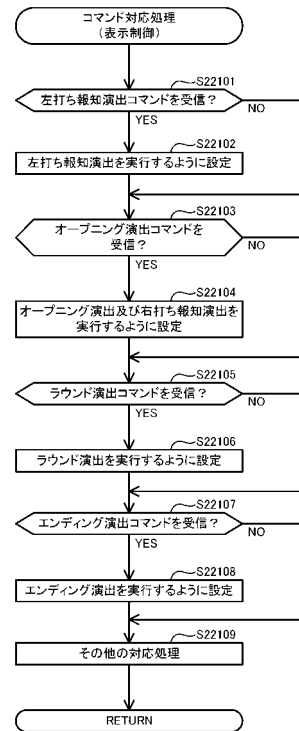 コマンド対応処理
(表示制御)
S22101
左打ち報知演出コマンドを受信？
NO
YES
S22102
左打ち報知演出を実行するように設定
S22103
オープニング演出コマンドを
受信？
NO
YES
S22104
オープニング演出及び右打ち報知演出を
実行するように設定
S22105
ラウンド演出コマンドを受信？
NO
YES
S22106
ラウンド演出を実行するように設定
S22107
エンディング演出コマンドを受信？
NO
YES
S22108
エンディング演出を実行するように設定
S22109
その他の対応処理
RETURN